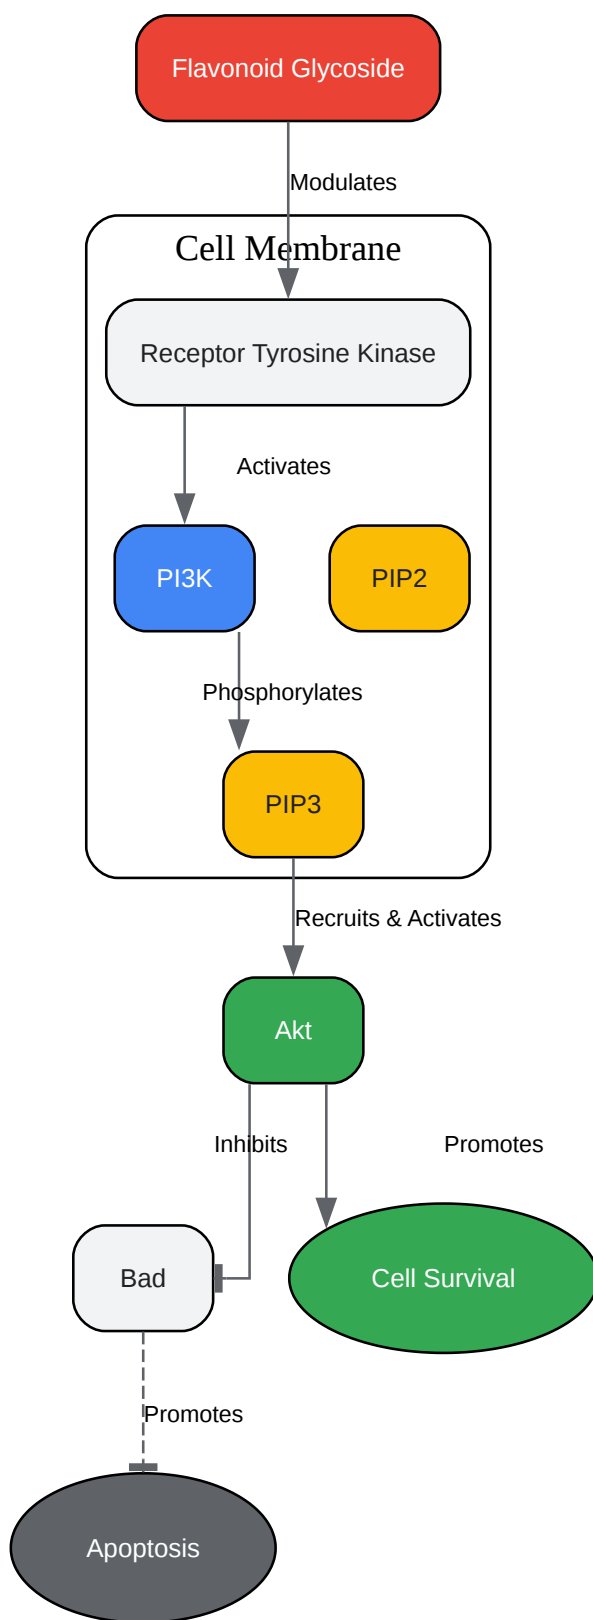 Flavonoid Glycoside
Modulates
Cell Membrane
Receptor Tyrosine Kinase
Activates
PI3K
PIP2
Phosphorylates
PIP3
Recruits & Activates
Akt
Inhibits
Promotes
Bad
Cell Survival
Promotes
Apoptosis